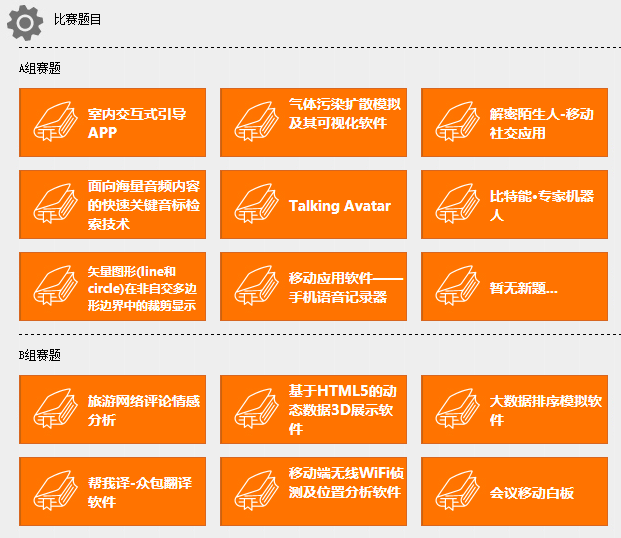 比赛题目
A组赛题
室内交互式引导
APP
气体污染扩散模拟
及其可视化软件
解密陌生人-移动
社交应用
面向海量音频内容
的快速关键音标检
索技术
Talking Avatar
比特能·专家机器
人
矢量图形(line和
circle)在非自交多边
形边界中的裁剪显示
移动应用软件——
手机语音记录器
暂无新题...
B组赛题
旅游网络评论情感
分析
基于HTML5的动
态数据3D展示软
件
大数据排序模拟软
件
帮我译-众包翻译
软件
移动端无线WiFi侦
测及位置分析软件
会议移动白板